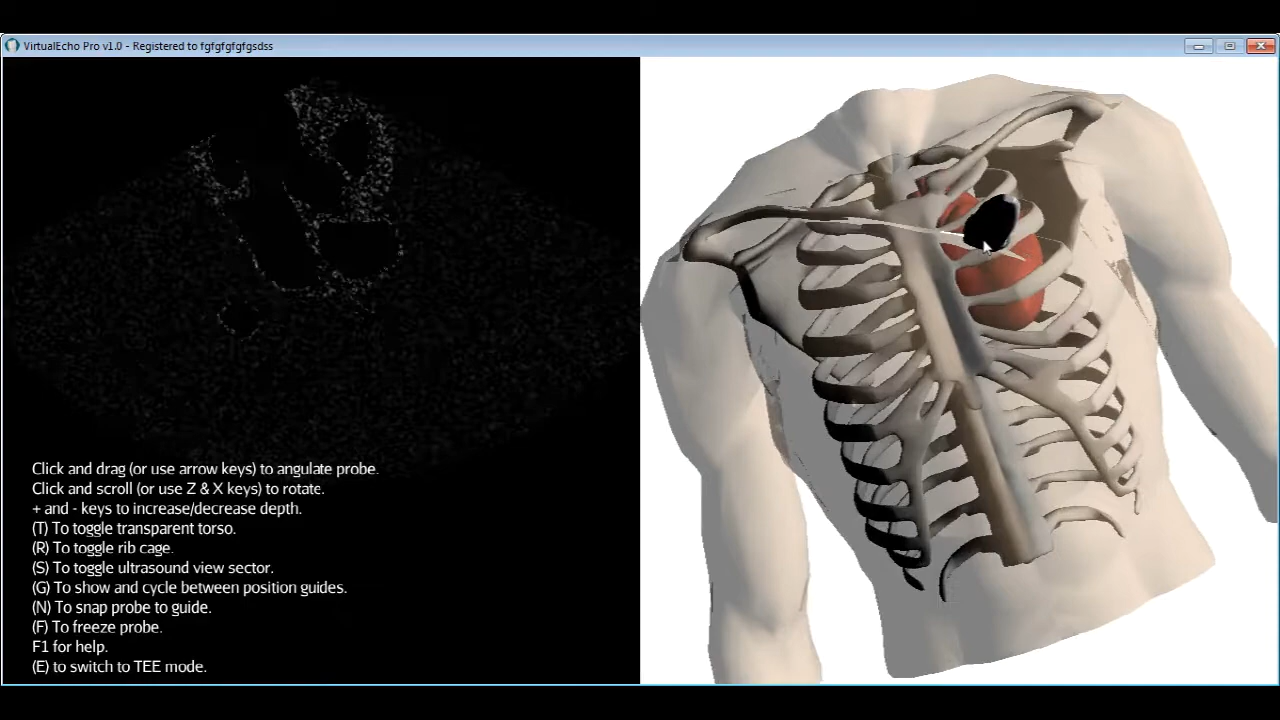 VirtualEcho Pro v1.0 - Registered to fgfgfgfgfgsdss
Click and drag (or use arrow keys) to angulate probe.
Click and scroll (or use Z & X keys) to rotate.
+ and - keys to increase/decrease depth.
(T) To toggle transparent torso.
(R) To toggle rib cage.
(S) To toggle ultrasound view sector.
(G) To show and cycle between position guides.
(N) To snap probe to guide.
(F) To freeze probe.
F1 for help.
(E) to switch to TEE mode.